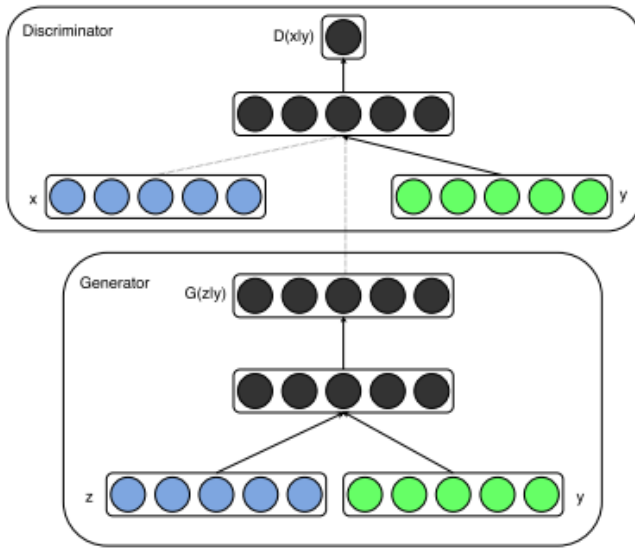 Discriminator
D(x|y)
x
y
Generator
G(z|y)
z
y